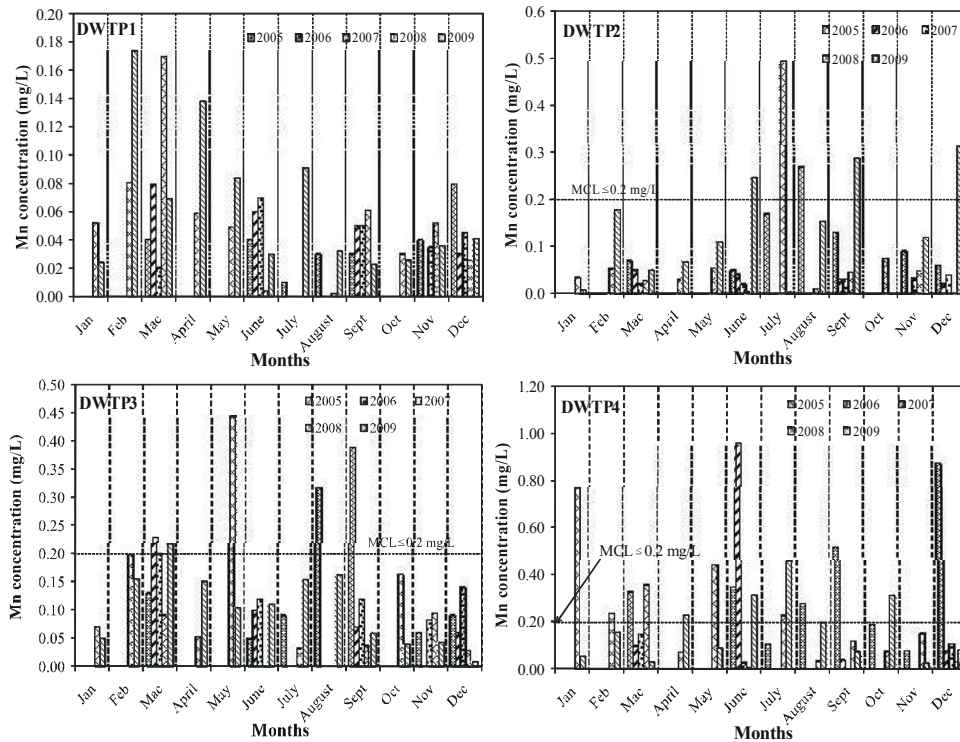 DWTP1
2005 2006 2007 2008 2009
Mn concentration (mg/L)
0.20
0.18
0.16
0.14
0.12
0.10
0.08
0.06
0.04
0.02
0.00
Jan Feb Mac April May June July August Sept Oct Nov Dec
Months
DWTP2
2005 2006 2007
2008 2009
Mn concentration (mg/L)
0.6
0.5
0.4
0.3
0.2
0.1
0.0
MCL ≤0.2 mg/L
Jan Feb Mac April May June July August Sept Oct Nov Dec
Months
DWTP3
2005 2006 2007
2008 2009
Mn concentration (mg/L)
0.50
0.45
0.40
0.35
0.30
0.25
0.20
0.15
0.10
0.05
0.00
MCL≤0.2 mg/L
Jan Feb Mac April May June July August Sept Oct Nov Dec
Months
DWTP4
2005 2006 2007
2008 2009
Mn concentration (mg/L)
1.20
1.00
0.80
0.60
0.40
0.20
0.00
MCL ≤0.2 mg/L
Jan Feb Mac April May June July August Sept Oct Nov Dec
Months